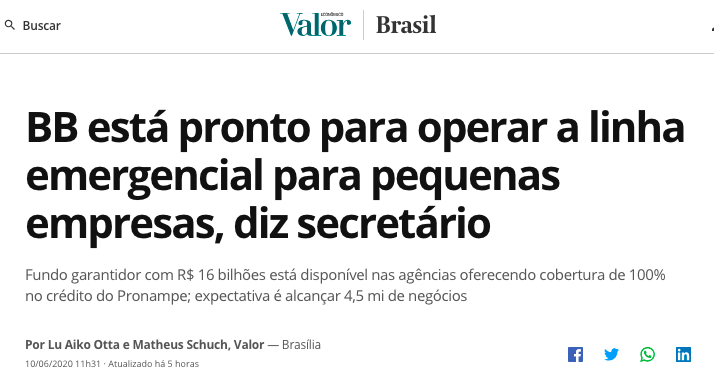 Buscar
Valor ECONÔMICO Brasil
BB está pronto para operar a linha
emergencial para pequenas
empresas, diz secretário
Fundo garantidor com R$ 16 bilhões está disponível nas agências oferecendo cobertura de 100%
no crédito do Pronampe; expectativa é alcançar 4,5 mi de negócios
Por Lu Aiko Otta e Matheus Schuch, Valor — Brasília
10/06/2020 11h31 · Atualizado há 5 horas